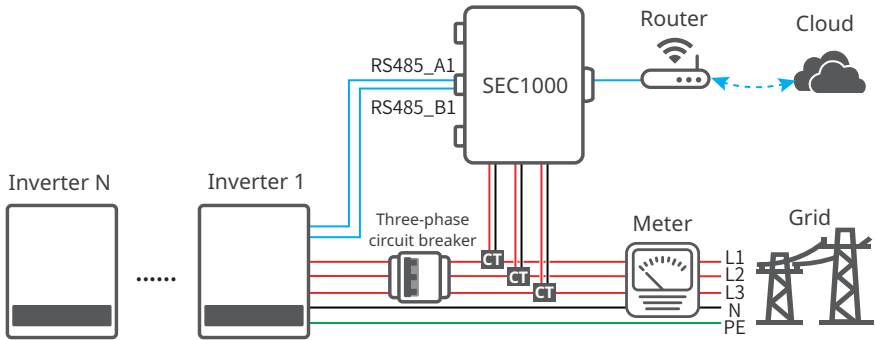 Router
Cloud
RS485_A1
SEC1000
RS485_B1
Inverter N
Inverter 1
Three-phase
circuit breaker
Meter
Grid
......
CT
CT
CT
L1
L2
L3
N
PE